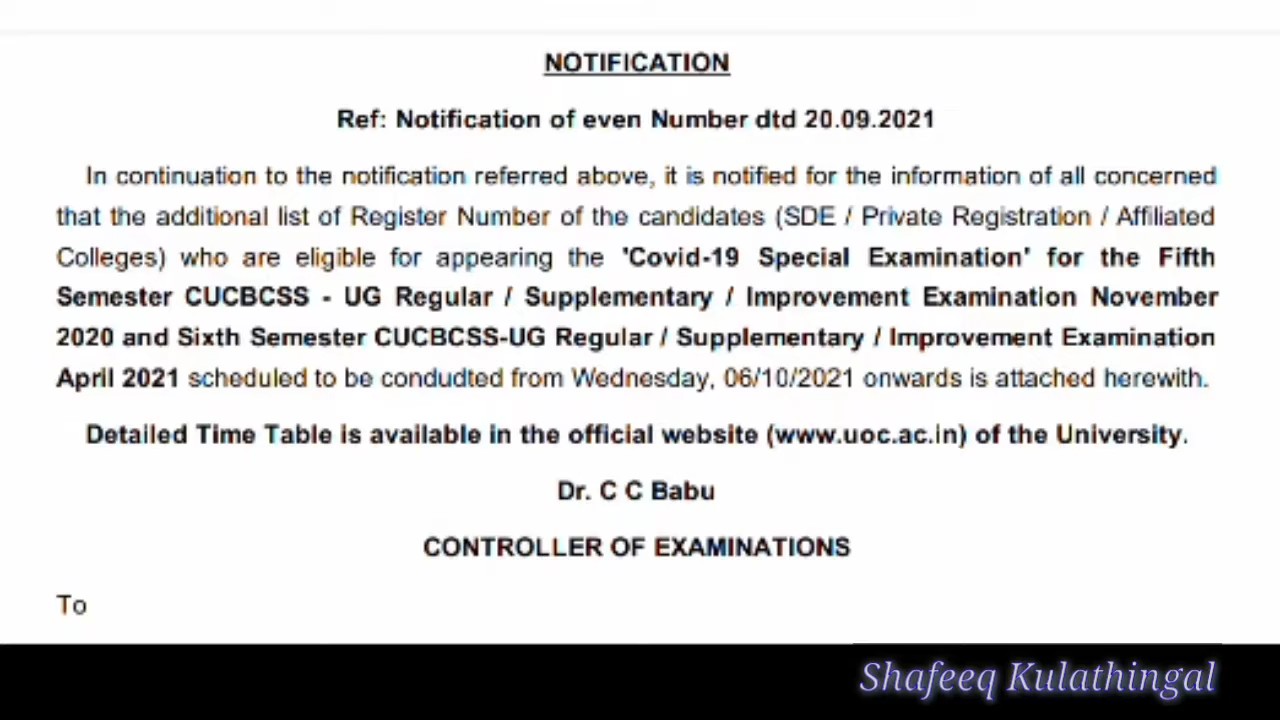 NOTIFICATION
Ref: Notification of even Number dtd 20.09.2021
In continuation to the notification referred above, it is notified for the information of all concerned
that the additional list of Register Number of the candidates (SDE / Private Registration / Affiliated
Colleges) who are eligible for appearing the 'Covid-19 Special Examination' for the Fifth
Semester CUCBCSS - UG Regular / Supplementary / Improvement Examination November
2020 and Sixth Semester CUCBCSS-UG Regular / Supplementary / Improvement Examination
April 2021 scheduled to be condudted from Wednesday, 06/10/2021 onwards is attached herewith.
Detailed Time Table is available in the official website (www.uoc.ac.in) of the University.
Dr. C C Babu
CONTROLLER OF EXAMINATIONS
To
Shafeeq Kulathingal